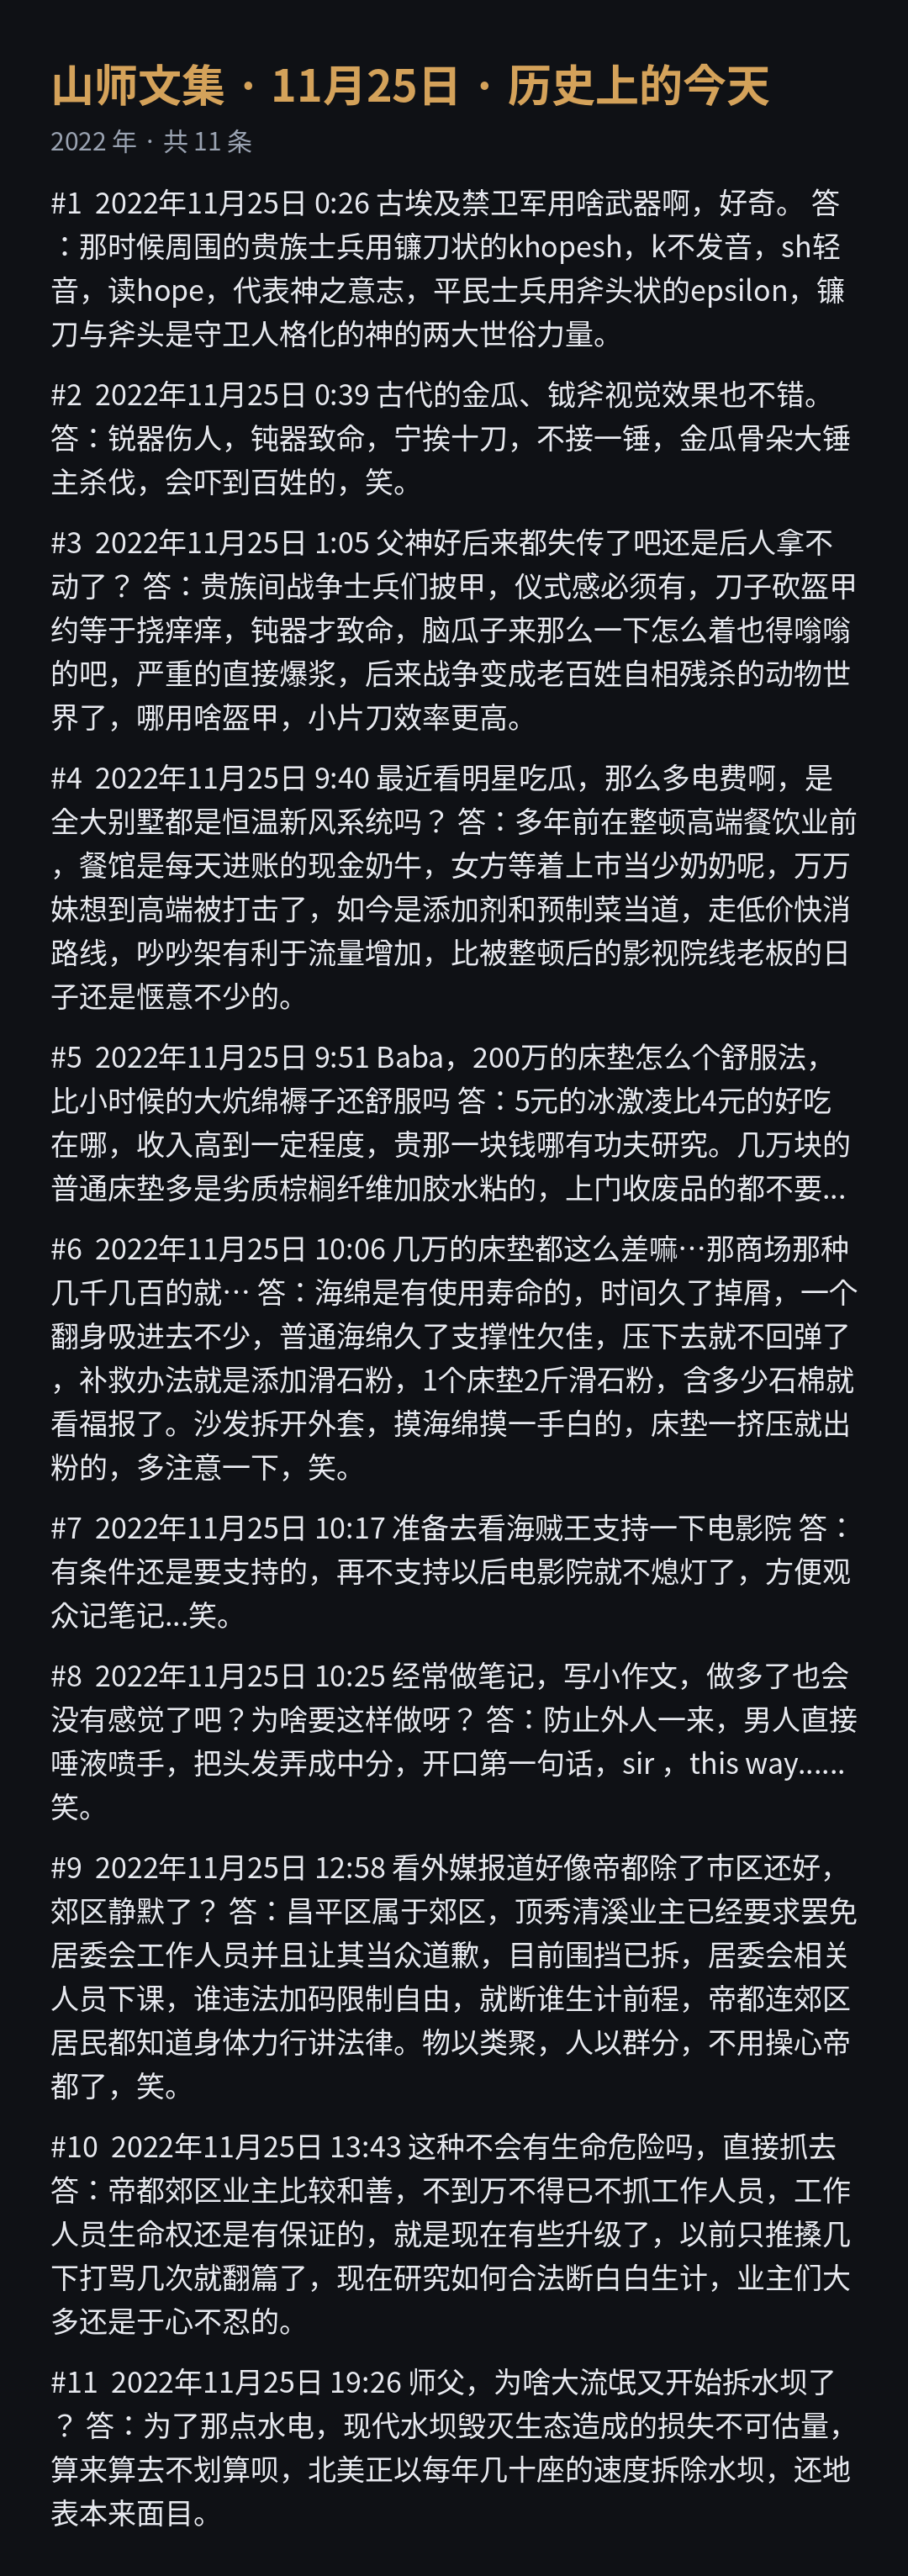 山师文集 · 11月25日 · 历史上的今天
2022 年 · 共 11 条
#1 2022年11月25日 0:26 古埃及禁卫军用啥武器啊，好奇。 答
：那时候周围的贵族士兵用镰刀状的khopesh，k不发音，sh轻
音，读hope，代表神之意志，平民士兵用斧头状的epsilon，镰
刀与斧头是守卫人格化的神的两大世俗力量。
#2 2022年11月25日 0:39 古代的金瓜、钺斧视觉效果也不错。
答：锐器伤人，钝器致命，宁挨十刀，不接一锤，金瓜骨朵大锤
主杀伐，会吓到百姓的，笑。
#3 2022年11月25日 1:05 父神好后来都失传了吧还是后人拿不
动了？ 答：贵族间战争士兵们披甲，仪式感必须有，刀子砍盔甲
约等于挠痒痒，钝器才致命，脑瓜子来那么一下怎么着也得嗡嗡
的吧，严重的直接爆浆，后来战争变成老百姓自相残杀的动物世
界了，哪用啥盔甲，小片刀效率更高。
#4 2022年11月25日 9:40 最近看明星吃瓜，那么多电费啊，是
全大别墅都是恒温新风系统吗？ 答：多年前在整顿高端餐饮业前
，餐馆是每天进账的现金奶牛，女方等着上市当少奶奶呢，万万
妹想到高端被打击了，如今是添加剂和预制菜当道，走低价快消
路线，吵吵架有利于流量增加，比被整顿后的影视院线老板的日
子还是惬意不少的。
#5 2022年11月25日 9:51 Baba，200万的床垫怎么个舒服法，
比小时候的大炕绵褥子还舒服吗 答：5元的冰激凌比4元的好吃
在哪，收入高到一定程度，贵那一块钱哪有功夫研究。几万块的
普通床垫多是劣质棕榈纤维加胶水粘的，上门收废品的都不要...
#6 2022年11月25日 10:06 几万的床垫都这么差嘛…那商场那种
几千几百的就… 答：海绵是有使用寿命的，时间久了掉屑，一个
翻身吸进去不少，普通海绵久了支撑性欠佳，压下去就不回弹了
，补救办法就是添加滑石粉，1个床垫2斤滑石粉，含多少石棉就
看福报了。沙发拆开外套，摸海绵摸一手白的，床垫一挤压就出
粉的，多注意一下，笑。
#7 2022年11月25日 10:17 准备去看海贼王支持一下电影院 答：
有条件还是要支持的，再不支持以后电影院就不熄灯了，方便观
众记笔记...笑。
#8 2022年11月25日 10:25 经常做笔记，写小作文，做多了也会
没有感觉了吧？为啥要这样做呀？ 答：防止外人一来，男人直接
唾液喷手，把头发弄成中分，开口第一句话，sir ，this way......
笑。
#9 2022年11月25日 12:58 看外媒报道好像帝都除了市区还好，
郊区静默了？ 答：昌平区属于郊区，顶秀清溪业主已经要求罢免
居委会工作人员并且让其当众道歉，目前围挡已拆，居委会相关
人员下课，谁违法加码限制自由，就断谁生计前程，帝都连郊区
居民都知道身体力行讲法律。物以类聚，人以群分，不用操心帝
都了，笑。
#10 2022年11月25日 13:43 这种不会有生命危险吗，直接抓去
答：帝都郊区业主比较和善，不到万不得已不抓工作人员，工作
人员生命权还是有保证的，就是现在有些升级了，以前只推搡几
下打骂几次就翻篇了，现在研究如何合法断白白生计，业主们大
多还是于心不忍的。
#11 2022年11月25日 19:26 师父，为啥大流氓又开始拆水坝了
？ 答：为了那点水电，现代水坝毁灭生态造成的损失不可估量，
算来算去不划算呗，北美正以每年几十座的速度拆除水坝，还地
表本来面目。